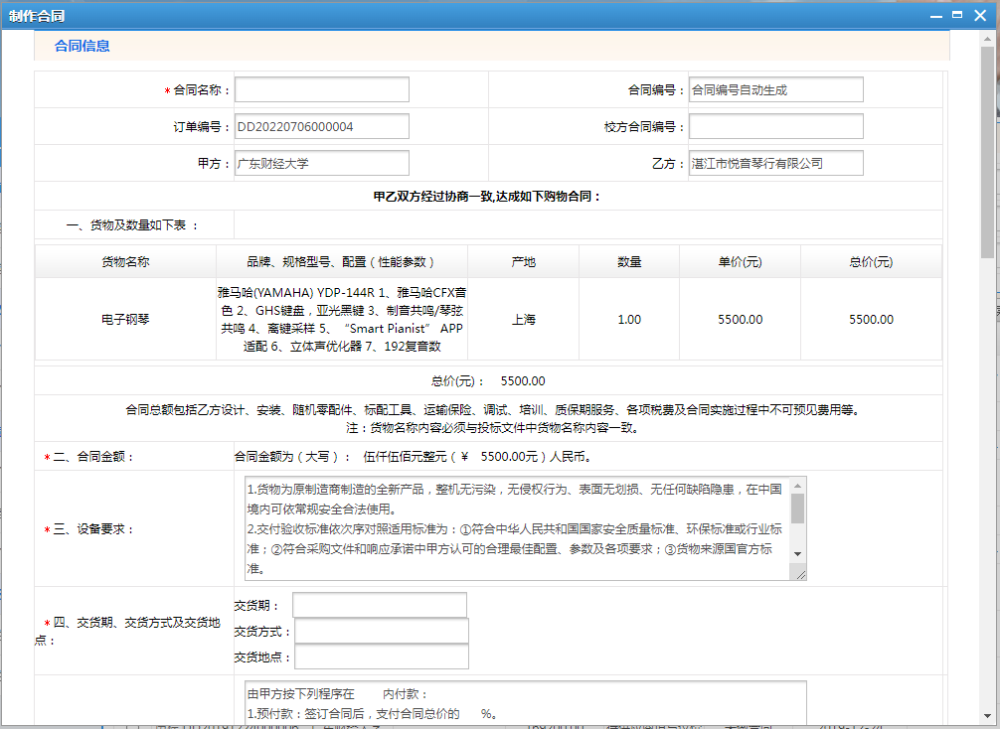 制作合同
合同信息
*合同名称： 合同编号：合同编号自动生成
订单编号：DD20220706000004 校方合同编号：
甲方：广东财经大学 乙方：湛江市悦音琴行有限公司
甲乙双方经过协商一致,达成如下购物合同：
一、货物及数量如下表 ：
货物名称 品牌、规格型号、配置（性能参数） 产地 数量 单价(元) 总价(元)
电子钢琴 雅马哈(YAMAHA) YDP-144R 1、雅马哈CFX音 上海 1.00 5500.00 5500.00
色 2、GHS键盘，亚光黑键 3、制音共鸣/琴弦
共鸣 4、离键采样 5、“Smart Pianist” APP
适配 6、立体声优化器 7、192复音数
总价(元)： 5500.00
合同总额包括乙方设计、安装、随机零配件、标配工具、运输保险、调试、培训、质保期服务、各项税费及合同实施过程中不可预见费用等。
注：货物名称内容必须与投标文件中货物名称内容一致。
*二、合同金额： 合同金额为（大写）： 伍仟伍佰元整元（￥ 5500.00元）人民币。
*三、设备要求：
1.货物为原制造商制造的全新产品，整机无污染，无侵权行为、表面无划损、无任何缺陷隐患，在中国
境内可依常规安全合法使用。
2.交付验收标准依次序对照适用标准为：①符合中华人民共和国国家安全质量标准、环保标准或行业标
准；②符合采购文件和响应承诺中甲方认可的合理最佳配置、参数及各项要求；③货物来源国官方标
准。
*四、交货期、交货方式及交货地
点：
交货期：
交货方式：
交货地点：
由甲方按下列程序在 内付款：
1.预付款：签订合同后，支付合同总价的 %。